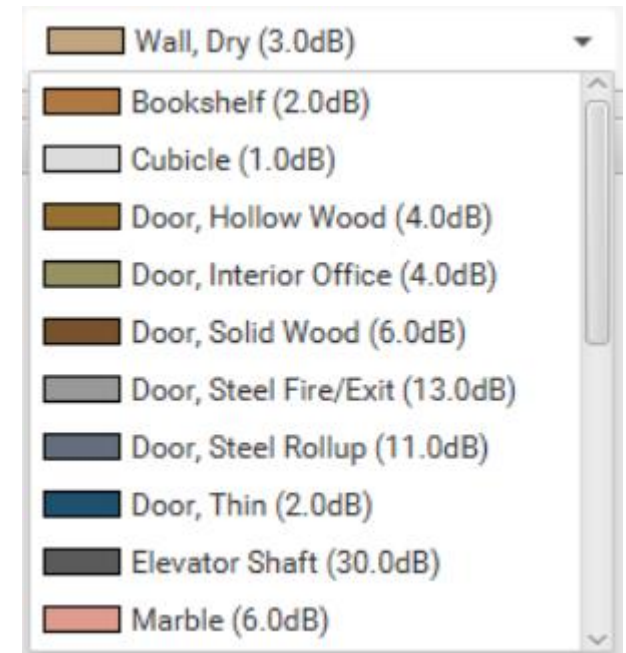 Wall, Dry (3.0dB)
Bookshelf (2.0dB)
Cubicle (1.0dB)
Door, Hollow Wood (4.0dB)
Door, Interior Office (4.0dB)
Door, Solid Wood (6.0dB)
Door, Steel Fire/Exit (13.0dB)
Door, Steel Rollup (11.0dB)
Door, Thin (2.0dB)
Elevator Shaft (30.0dB)
Marble (6.0dB)